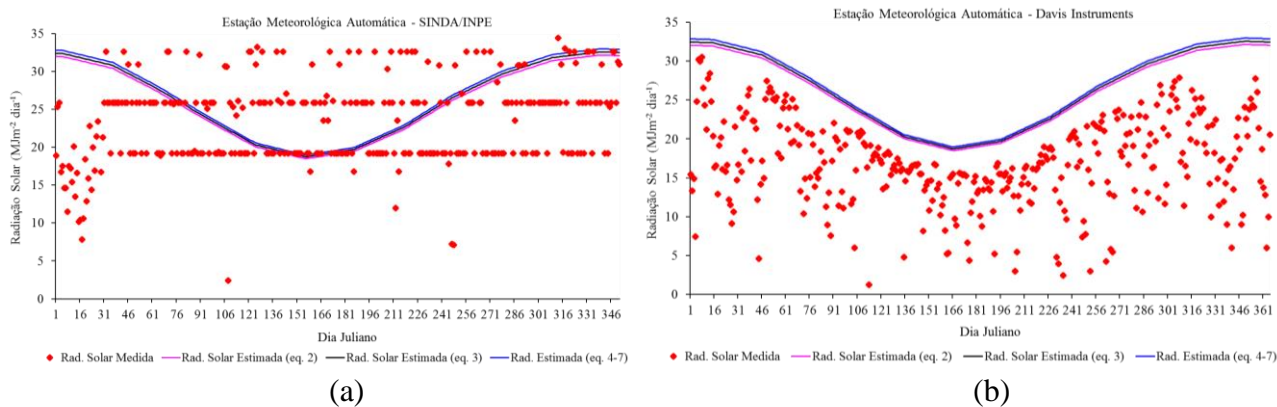 Estação Meteorológica Automática - SINDA/INPE
35
30
25
20
15
10
5
0
Radiação Solar (MJm⁻² dia⁻¹)
1 16 31 46 61 76 91 106 121 136 151 166 181 196 211 226 241 256 271 286 301 316 331 346
Dia Juliano
Rad. Solar Medida Rad. Solar Estimada (eq. 2) Rad. Solar Estimada (eq. 3) Rad. Estimada (eq. 4-7)
(a)
Estação Meteorológica Automática - Davis Instruments
35
30
25
20
15
10
5
0
Radiação Solar (MJm⁻² dia⁻¹)
1 16 31 46 61 76 91 106 121 136 151 166 181 196 211 226 241 256 271 286 301 316 331 346 361
Dia Juliano
Rad. Solar Medida Rad. Solar Estimada (eq. 2) Rad. Solar Estimada (eq. 3) Rad. Solar Estimada (eq. 4-7)
(b)